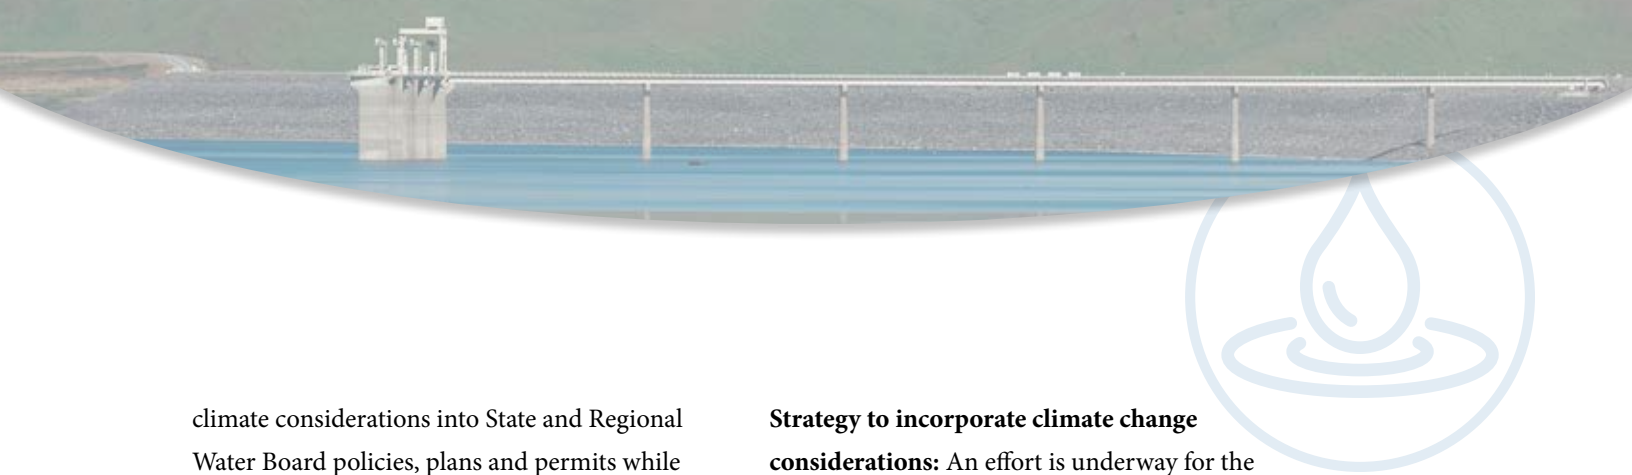 climate considerations into State and Regional
Water Board policies, plans and permits while
Strategy to incorporate climate change
considerations: An effort is underway for the